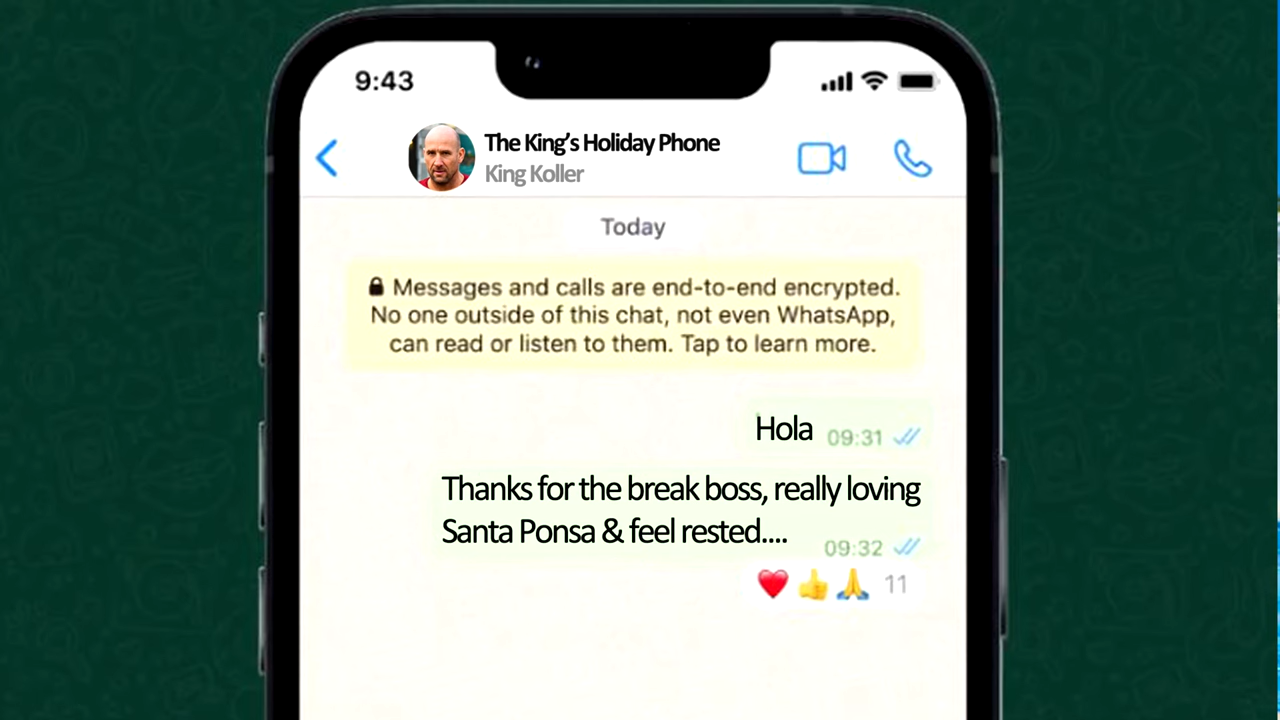 9:43
The King’s Holiday Phone
King Koller
Today
Messages and calls are end-to-end encrypted.
No one outside of this chat, not even WhatsApp,
can read or listen to them. Tap to learn more.
Hola 09:31
Thanks for the break boss, really loving
Santa Ponsa & feel rested....
09:32
❤️👍🙏 11